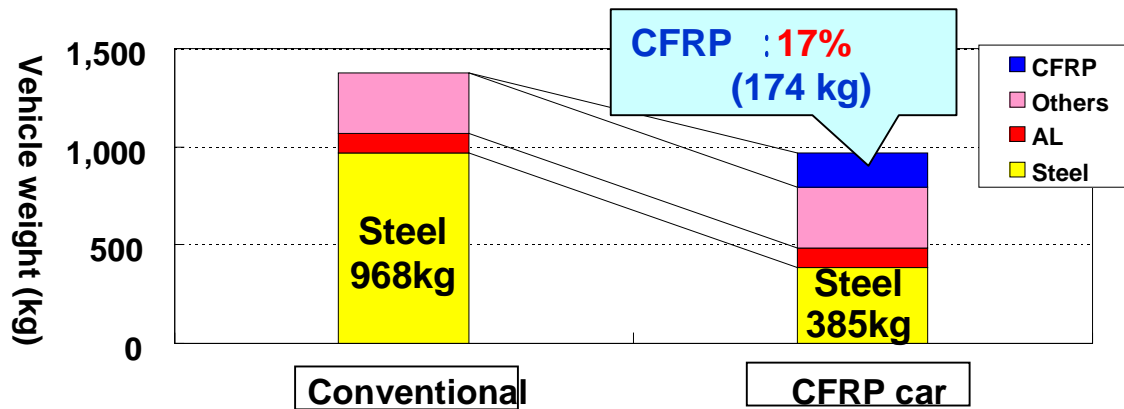 Vehicle weight (kg)
1,500
1,000
500
0
CFRP :17%
(174 kg)
CFRP
Others
AL
Steel
Steel
968kg
Steel
385kg
Conventional
CFRP car